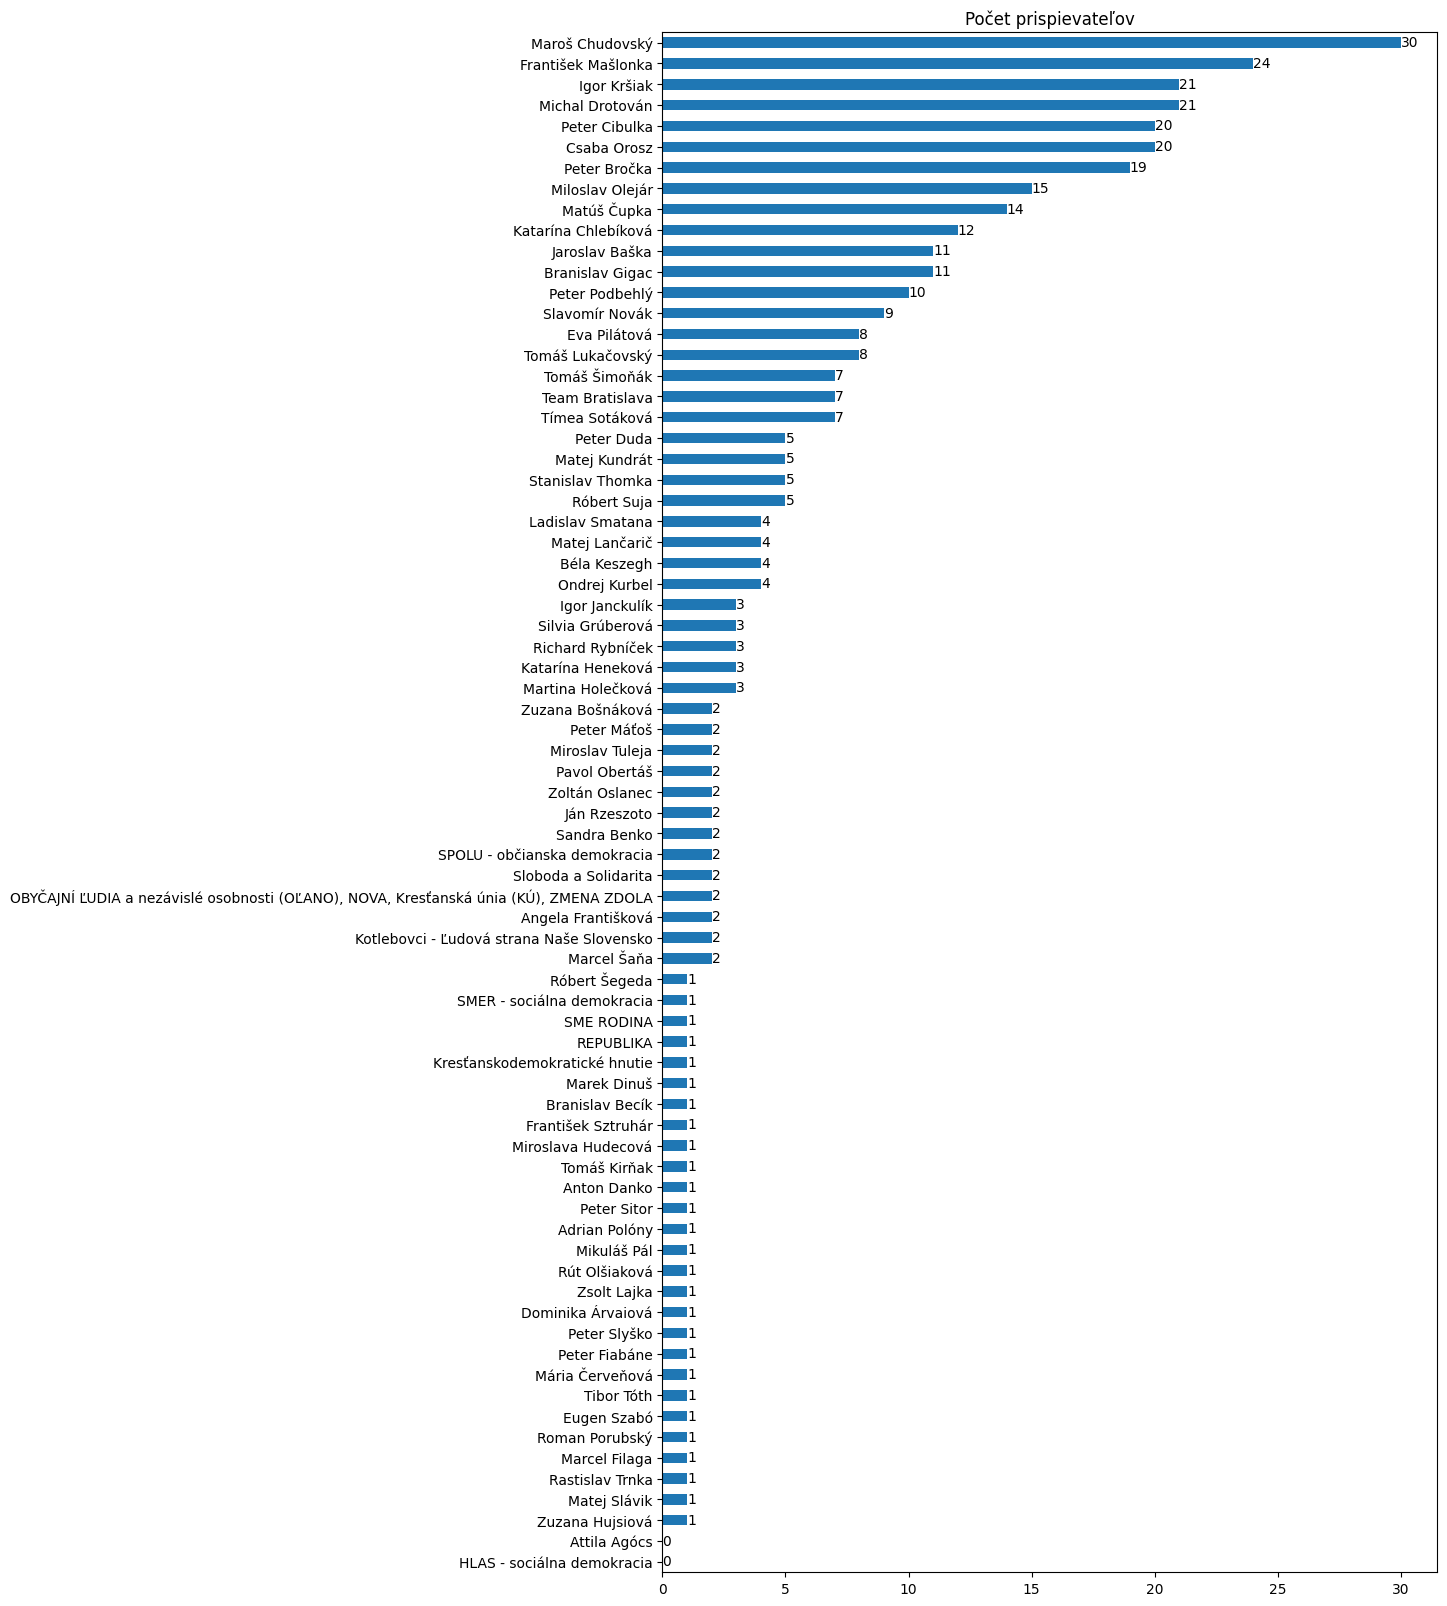 Počet prispievateľov
Maroš Chudovský 30
František Mašlonka 24
Igor Kršiak 21
Michal Drotován 21
Peter Cibulka 20
Csaba Orosz 20
Peter Bročka 19
Miloslav Olejár 15
Matúš Čupka 14
Katarína Chlebíková 12
Jaroslav Baška 11
Branislav Gigac 11
Peter Podbehlý 10
Slavomír Novák 9
Eva Pilátová 8
Tomáš Lukačovský 8
Tomáš Šimoňák 7
Team Bratislava 7
Tímea Sotáková 7
Peter Duda 5
Matej Kundrát 5
Stanislav Thomka 5
Róbert Suja 5
Ladislav Smatana 4
Matej Lančarič 4
Béla Keszegh 4
Ondrej Kurbel 4
Igor Janckulík 3
Silvia Grúberová 3
Richard Rybníček 3
Katarína Heneková 3
Martina Holečková 3
Zuzana Bošnáková 2
Peter Máťoš 2
Miroslav Tuleja 2
Pavol Obertáš 2
Zoltán Oslanec 2
Ján Rzeszoto 2
Sandra Benko 2
SPOLU - občianska demokracia 2
Sloboda a Solidarita 2
OBYČAJNÍ ĽUDIA a nezávislé osobnosti (OĽANO), NOVA, Kresťanská únia (KÚ), ZMENA ZDOLA 2
Angela Františková 2
Kotlebovci - Ľudová strana Naše Slovensko 2
Marcel Šaňa 2
Róbert Šegeda 1
SMER - sociálna demokracia 1
SME RODINA 1
REPUBLIKA 1
Kresťanskodemokratické hnutie 1
Marek Dinuš 1
Branislav Becík 1
František Sztruhár 1
Miroslava Hudecová 1
Tomáš Kirňak 1
Anton Danko 1
Peter Sitor 1
Adrian Polóny 1
Mikuláš Pál 1
Rút Olšiaková 1
Zsolt Lajka 1
Dominika Árvaiová 1
Peter Slyško 1
Peter Fiabáne 1
Mária Červeňová 1
Tibor Tóth 1
Eugen Szabó 1
Roman Porubský 1
Marcel Filaga 1
Rastislav Trnka 1
Matej Slávik 1
Zuzana Hujsiová 1
Attila Agócs 0
HLAS - sociálna demokracia 0
0 5 10 15 20 25 30